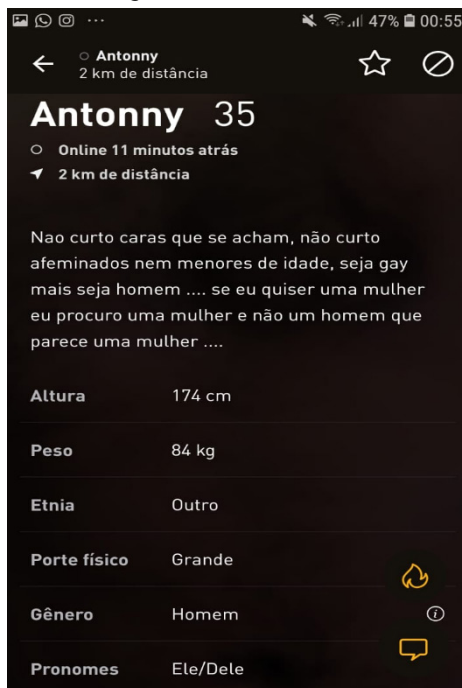 47% 00:55
Antonny
2 km de distância
Antonny 35
Online 11 minutos atrás
2 km de distância
Nao curto caras que se acham, não curto
afeminados nem menores de idade, seja gay
mais seja homem .... se eu quiser uma mulher
eu procuro uma mulher e não um homem que
parece uma mulher ....
Altura 174 cm
Peso 84 kg
Etnia Outro
Porte físico Grande
Gênero Homem
Pronomes Ele/Dele